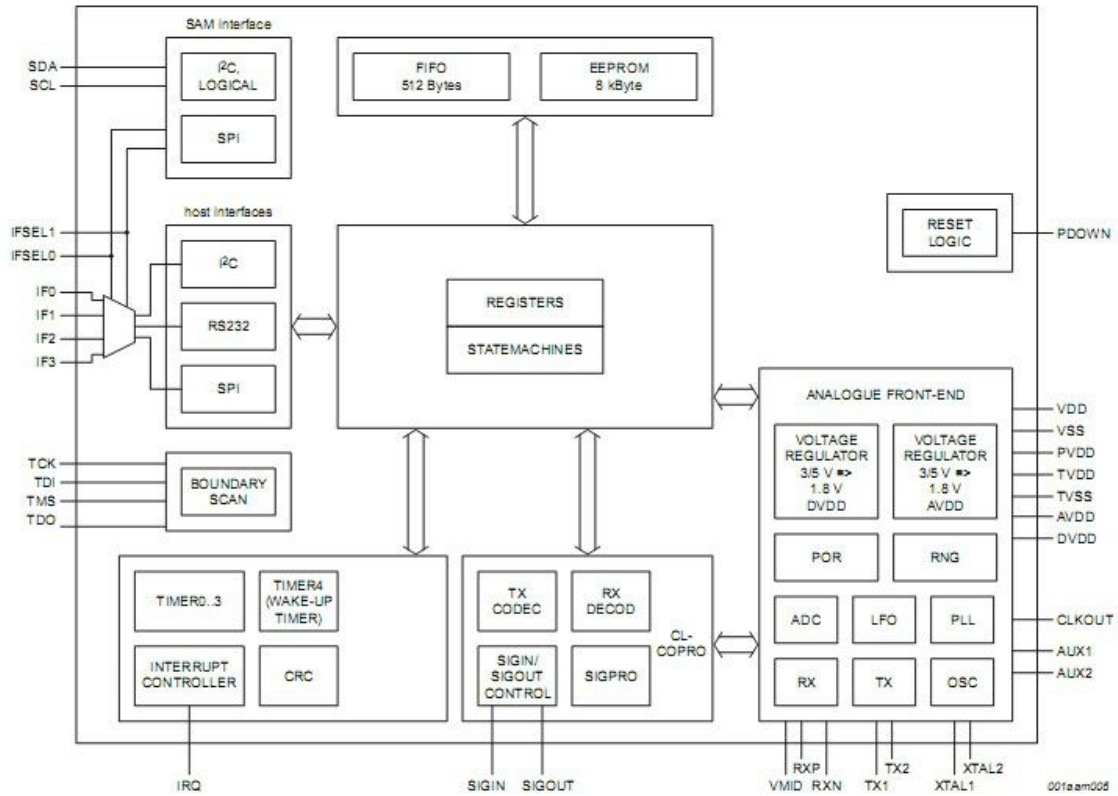 SAM interface
SDA
SCL
I²C,
LOGICAL
SPI
FIFO
512 Bytes
EEPROM
8 kByte
host interfaces
IFSEL1
IFSEL0
IF0
IF1
IF2
IF3
I²C
RS232
SPI
REGISTERS
STATEMACHINES
RESET
LOGIC
PDOWN
TCK
TDI
TMS
TDO
BOUNDARY
SCAN
ANALOGUE FRONT-END
VOLTAGE
REGULATOR
3/5 V =>
1.8 V
DVDD
VOLTAGE
REGULATOR
3/5 V =>
1.8 V
AVDD
POR
RNG
ADC
LFO
PLL
RX
TX
OSC
VDD
VSS
PVDD
TVDD
TVSS
AVDD
DVDD
CLKOUT
AUX1
AUX2
TIMER0..3
TIMER4
(WAKE-UP
TIMER)
INTERRUPT
CONTROLLER
CRC
TX
CODEC
RX
DECOD
SIGIN/
SIGOUT
CONTROL
SIGPRO
CL-
COPRO
IRQ
SIGIN
SIGOUT
VMID
RXP
RXN
TX1
TX2
XTAL1
XTAL2
001aam005